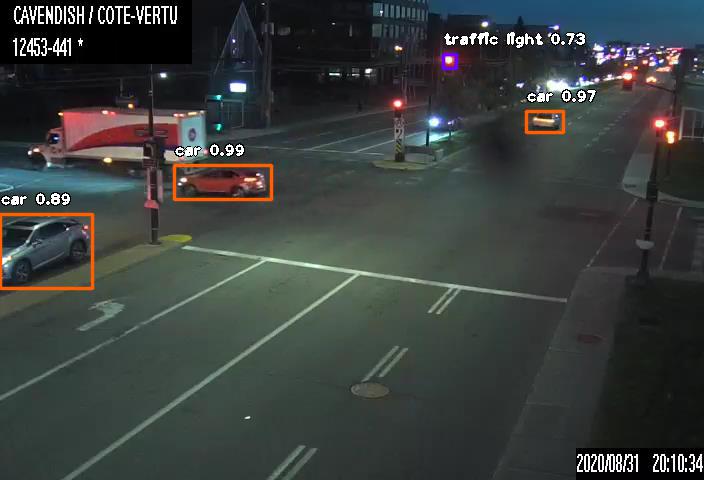 CAVENDISH / COTE-VERTU
12453-441 *
traffic light 0.73
car 0.97
car 0.99
car 0.89
2020/08/31 20:10:34